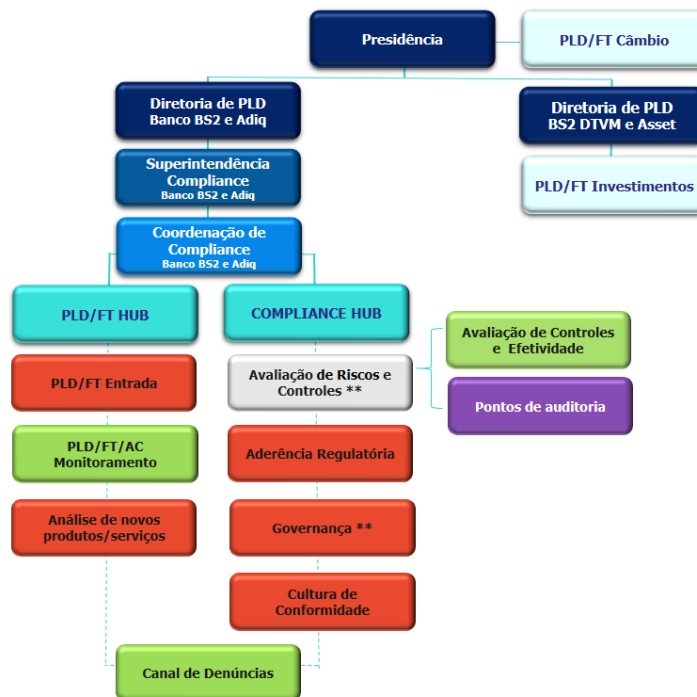 Presidência
PLD/FT Câmbio
Diretoria de PLD
Banco BS2 e Adiq
Diretoria de PLD
BS2 DTVM e Asset
Superintendência
Compliance
Banco BS2 e Adiq
PLD/FT Investimentos
Coordenação de
Compliance
Banco BS2 e Adiq
PLD/FT HUB
COMPLIANCE HUB
Avaliação de Controles
e Efetividade
PLD/FT Entrada
Avaliação de Riscos e
Controles **
Pontos de auditoria
PLD/FT/AC
Monitoramento
Aderência Regulatória
Análise de novos
produtos/serviços
Governança **
Cultura de
Conformidade
Canal de Denúncias